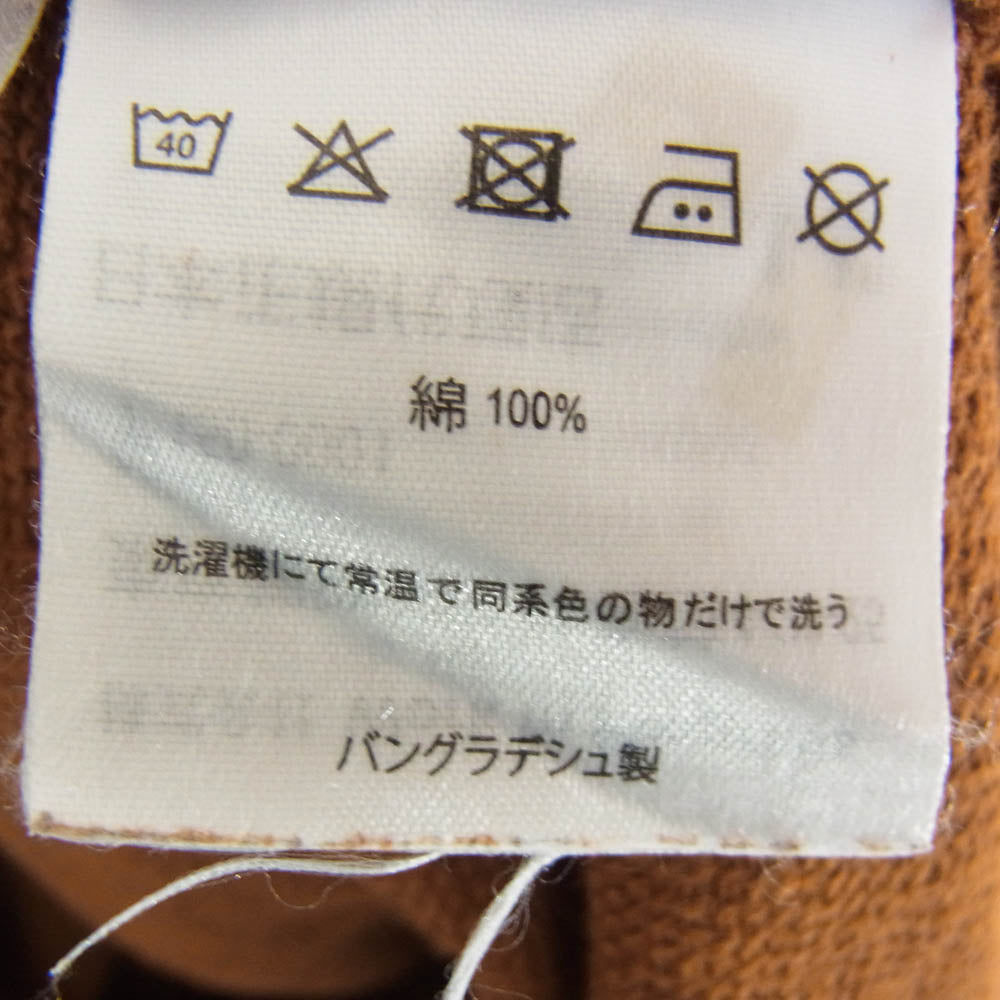 40
綿 100%
洗濯機にて常温で同系色の物だけで洗う
バングラデシュ製